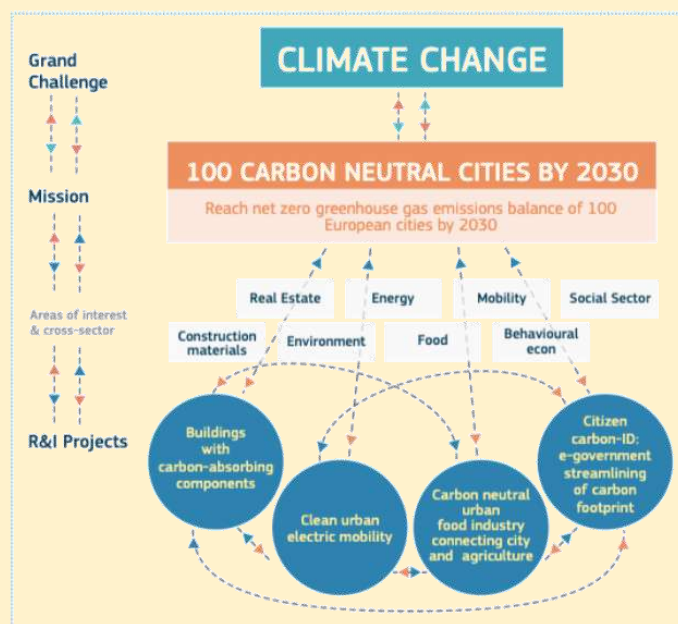 Grand
Challenge
CLIMATE CHANGE
Mission
100 CARBON NEUTRAL CITIES BY 2030
Reach net zero greenhouse gas emissions balance of 100
European cities by 2030
Areas of interest
& cross-sector
Real Estate
Energy
Mobility
Social Sector
Construction
materials
Environment
Food
Behavioural
econ
R&I Projects
Buildings
with
carbon-absorbing
components
Clean urban
electric mobility
Carbon neutral
urban
food industry
connecting city
and agriculture
Citizen
carbon-ID:
e-government
streamlining
of carbon
footprint